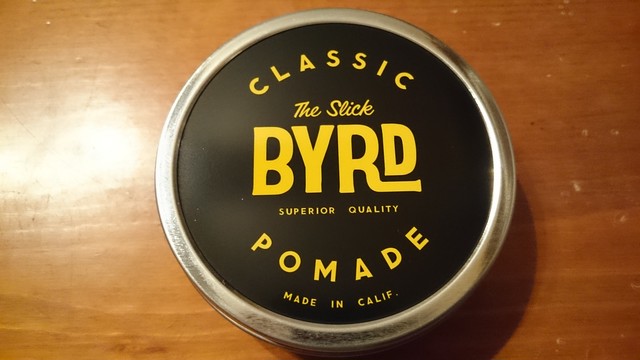 CLASSIC
The Slick
BYRD
SUPERIOR QUALITY
POMADE
MADE IN CALIF.